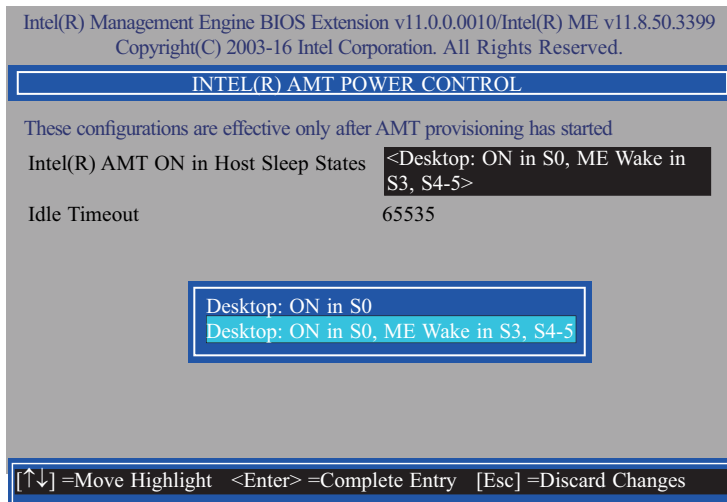 Intel(R) Management Engine BIOS Extension v11.0.0.0010/Intel(R) ME v11.8.50.3399
Copyright(C) 2003-16 Intel Corporation. All Rights Reserved.
INTEL(R) AMT POWER CONTROL
These configurations are effective only after AMT provisioning has started
Intel(R) AMT ON in Host Sleep States
<Desktop: ON in S0, ME Wake in
S3, S4-5>
Idle Timeout
65535
Desktop: ON in S0
Desktop: ON in S0, ME Wake in S3, S4-5
[↑↓] =Move Highlight <Enter> =Complete Entry [Esc] =Discard Changes